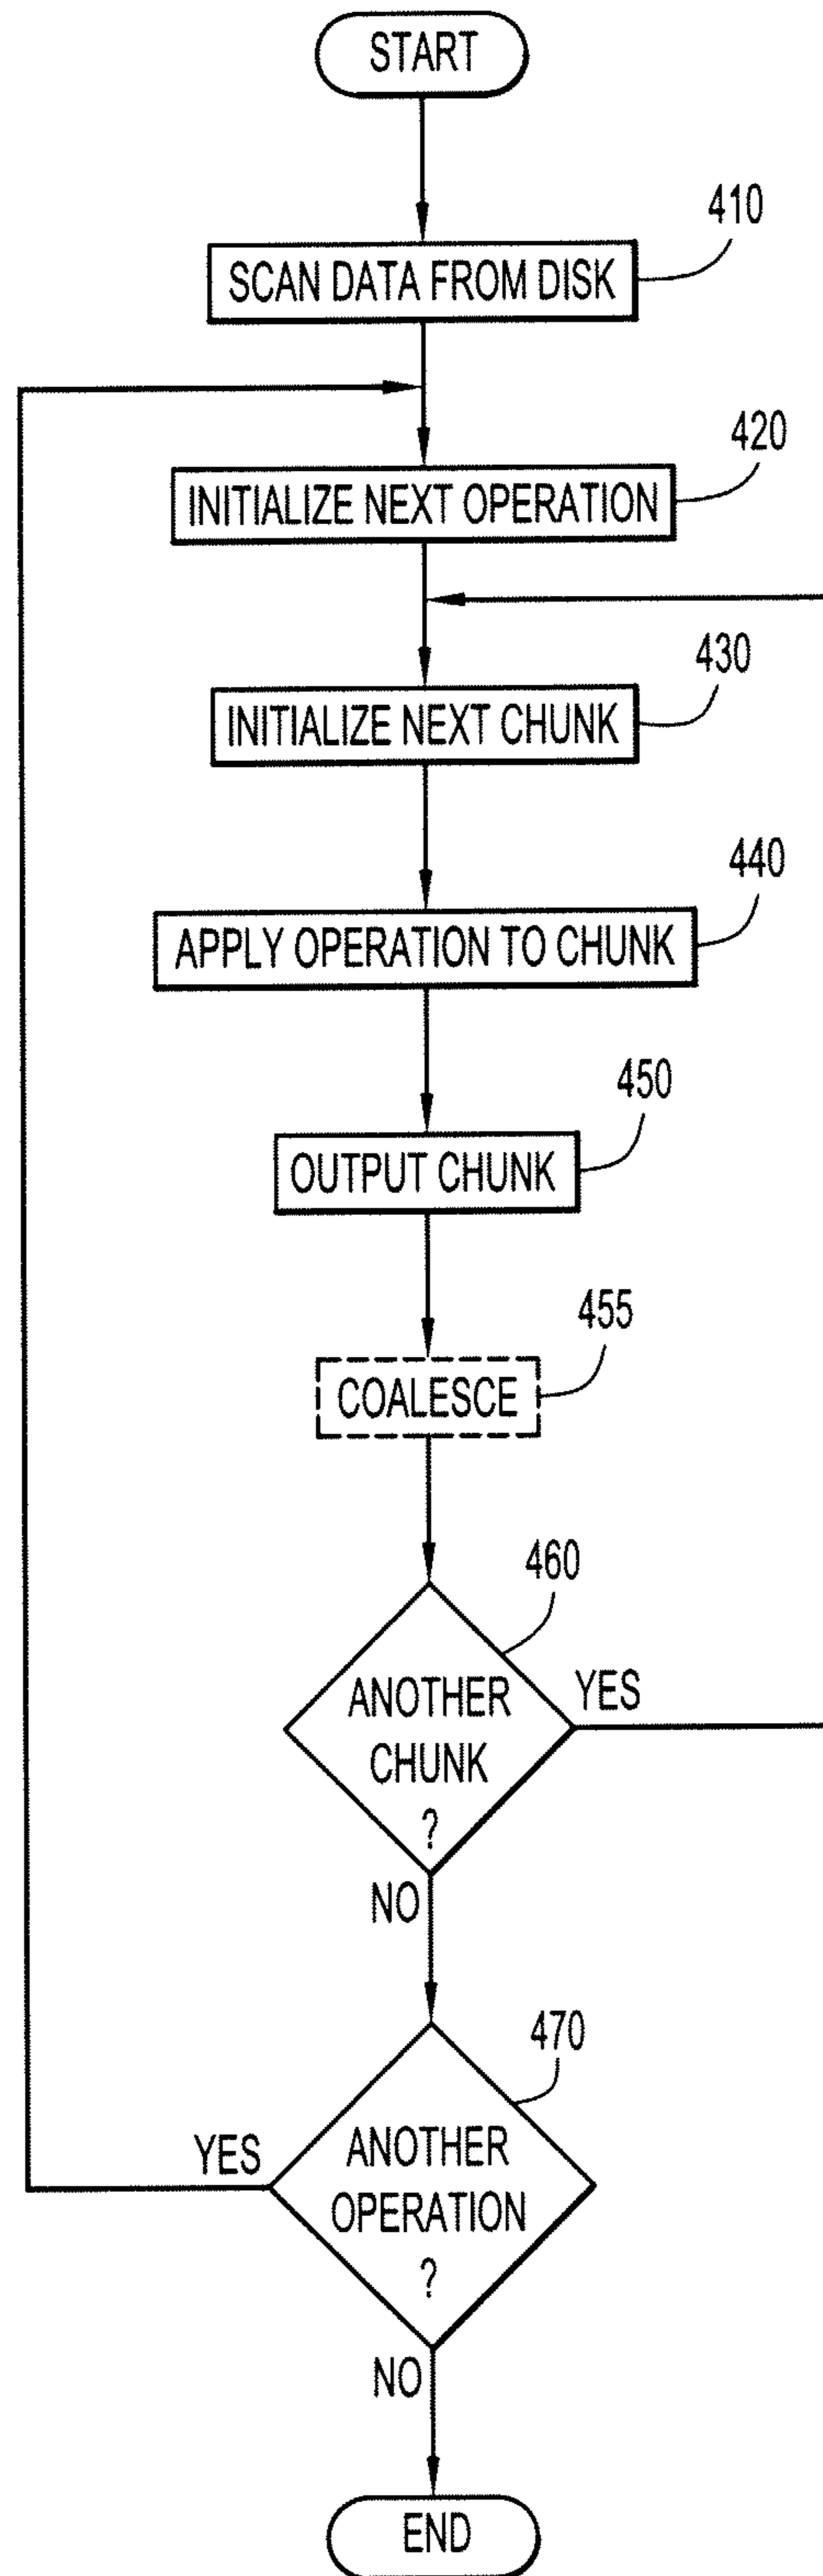 START
410
SCAN DATA FROM DISK
420
INITIALIZE NEXT OPERATION
430
INITIALIZE NEXT CHUNK
440
APPLY OPERATION TO CHUNK
450
OUTPUT CHUNK
455
COALESCE
460
ANOTHER
CHUNK
?
YES
NO
470
ANOTHER
OPERATION
?
YES
NO
END